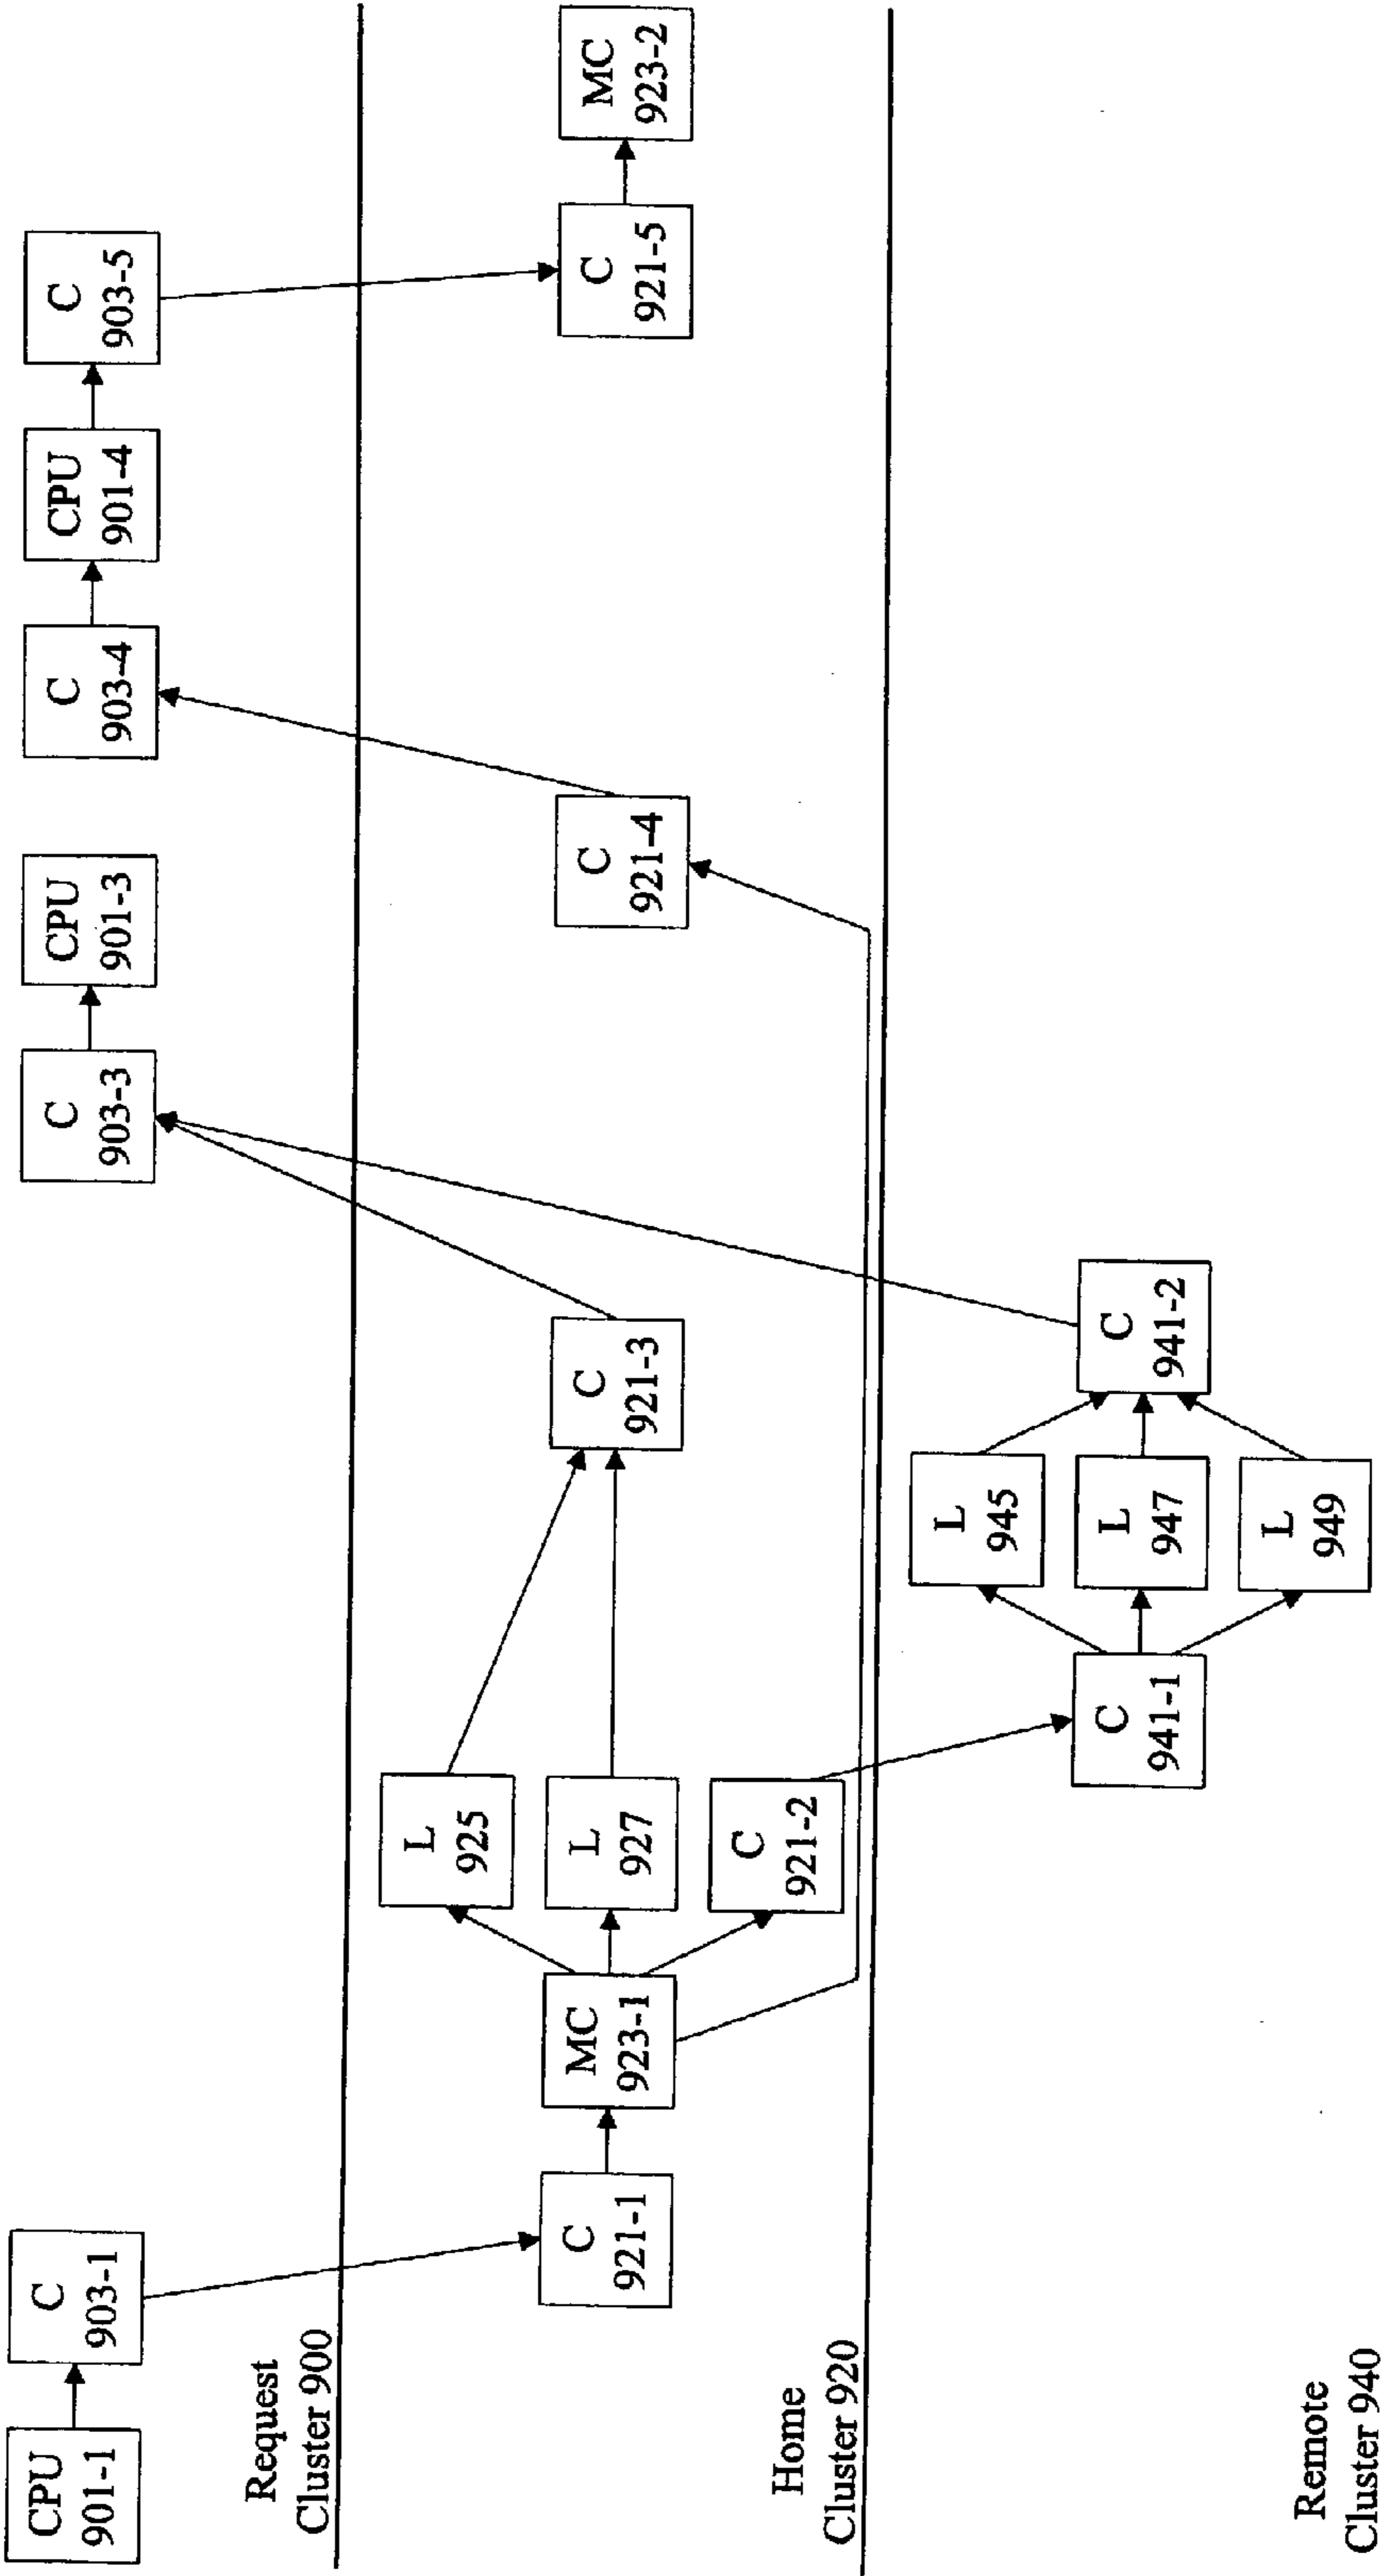 CPU
901-1
C
903-1
C
903-3
CPU
901-3
C
903-4
CPU
901-4
C
903-5
Request
Cluster 900
C
921-1
MC
923-1
L
925
L
927
C
921-2
C
921-3
C
921-4
C
921-5
MC
923-2
Home
Cluster 920
C
941-1
L
945
L
947
L
949
C
941-2
Remote
Cluster 940